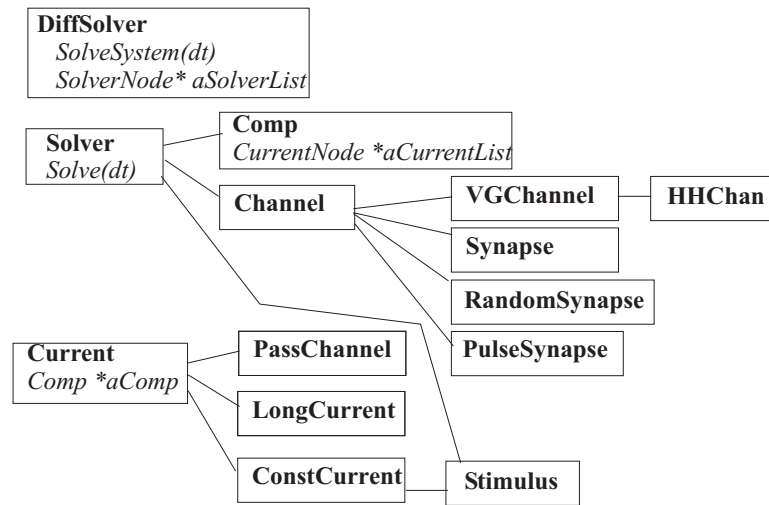 DiffSolver
SolveSystem(dt)
SolverNode* aSolverList
Solver
Solve(dt)
Comp
CurrentNode *aCurrentList
Channel
VGChannel
HHChan
Synapse
RandomSynapse
PulseSynapse
Current
Comp *aComp
PassChannel
LongCurrent
ConstCurrent
Stimulus